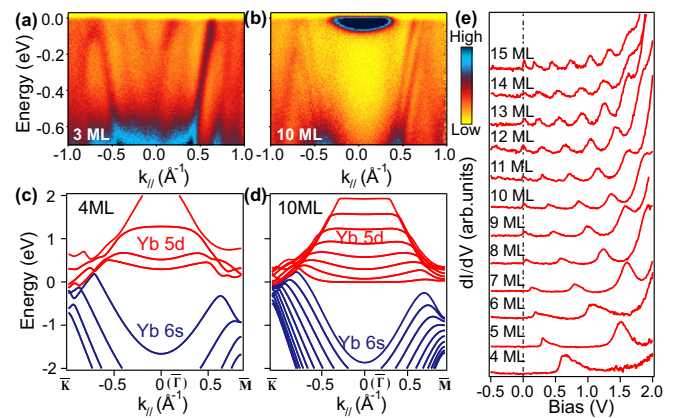 (a)
0.0
-0.2
-0.4
-0.6
Energy (eV)
3 ML
-1.0 -0.5 0.0 0.5 1.0
k// (Å-1)
(b)
10 ML
-1.0 -0.5 0.0 0.5 1.0
k// (Å-1)
High
Low
(c)
4ML
2
1
0
-1
-2
Energy (eV)
Yb 5d
Yb 6s
K̅ -0.5 0.0(Γ̅) 0.5 M̅
k// (Å-1)
(d)
10ML
Yb 5d
Yb 6s
K̅ -0.5 0.0(Γ̅) 0.5 M̅
k// (Å-1)
(e)
15 ML
14 ML
13 ML
12 ML
11 ML
10 ML
9 ML
8 ML
7 ML
6 ML
5 ML
4 ML
dI/dV (arb.units)
-0.5 0.0 0.5 1.0 1.5 2.0
Bias (V)